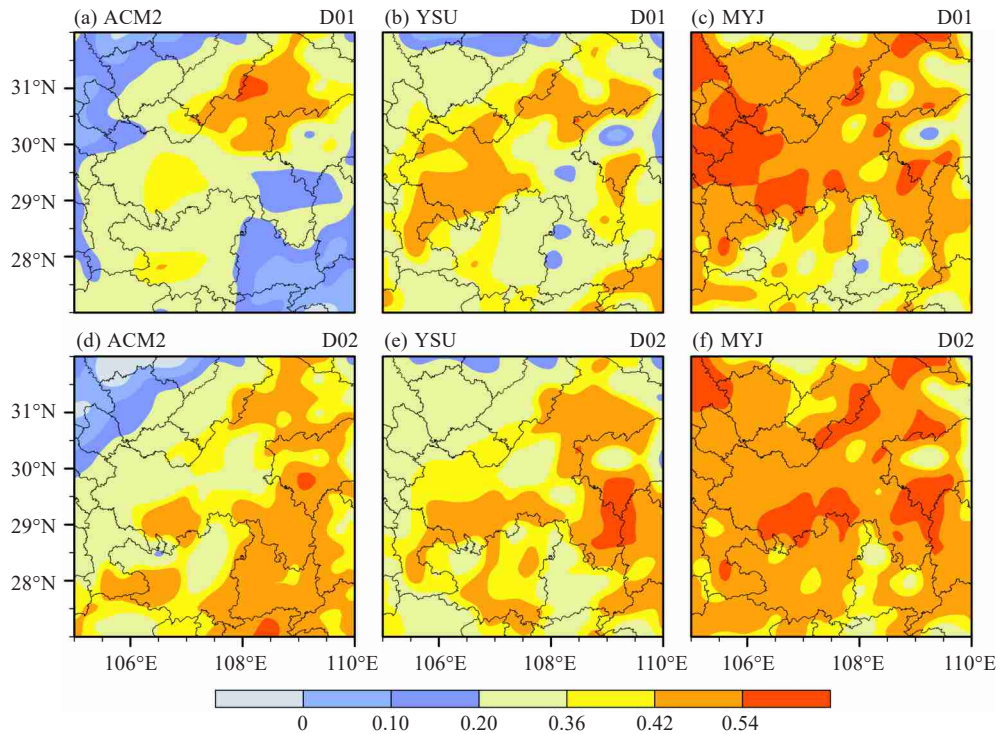 (a) ACM2 D01 (b) YSU D01 (c) MYJ D01
31°N
30°N
29°N
28°N
(d) ACM2 D02 (e) YSU D02 (f) MYJ D02
31°N
30°N
29°N
28°N
106°E 108°E 110°E 106°E 108°E 110°E 106°E 108°E 110°E
0 0.10 0.20 0.36 0.42 0.54